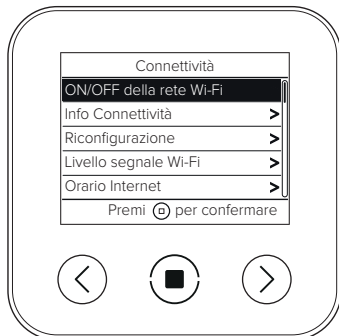 Connettività
ON/OFF della rete Wi-Fi
Info Connettività >
Riconfigurazione >
Livello segnale Wi-Fi >
Orario Internet >
Premi per confermare